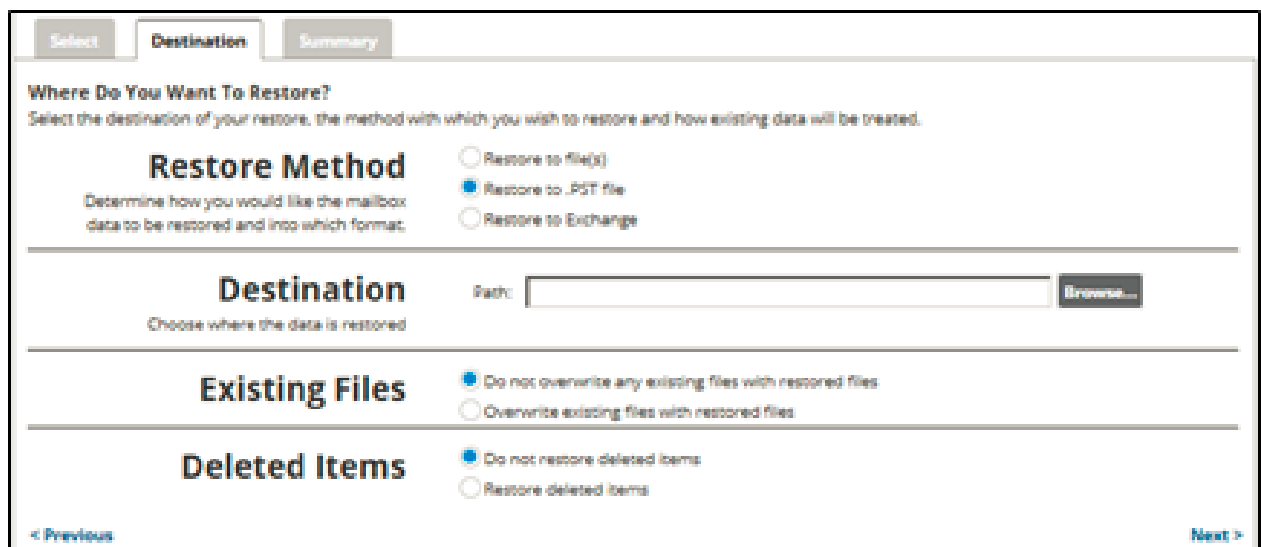 Select Destination Summary
Where Do You Want To Restore?
Select the destination of your restore, the method with which you wish to restore and how existing data will be treated.
Restore Method
Determine how you would like the mailbox
data to be restored and into which format.
Restore to file(s)
Restore to .PST file
Restore to Exchange
Destination
Choose where the data is restored
Path:
Browse...
Existing Files
Do not overwrite any existing files with restored files
Overwrite existing files with restored files
Deleted Items
Do not restore deleted items
Restore deleted items
< Previous
Next >